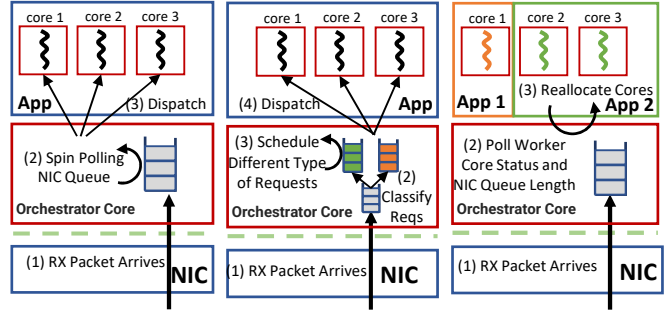 core 1 core 2 core 3
(3) Dispatch
App
(2) Spin Polling
NIC Queue
Orchestrator Core
(1) RX Packet Arrives
NIC
core 1 core 2 core 3
(4) Dispatch
App
(3) Schedule
Different Type
of Requests
(2)
Classify
Reqs
Orchestrator Core
(1) RX Packet Arrives
NIC
core 1 core 2 core 3
(3) Reallocate Cores
App 1
App 2
(2) Poll Worker
Core Status and
NIC Queue Length
Orchestrator Core
(1) RX Packet Arrives
NIC